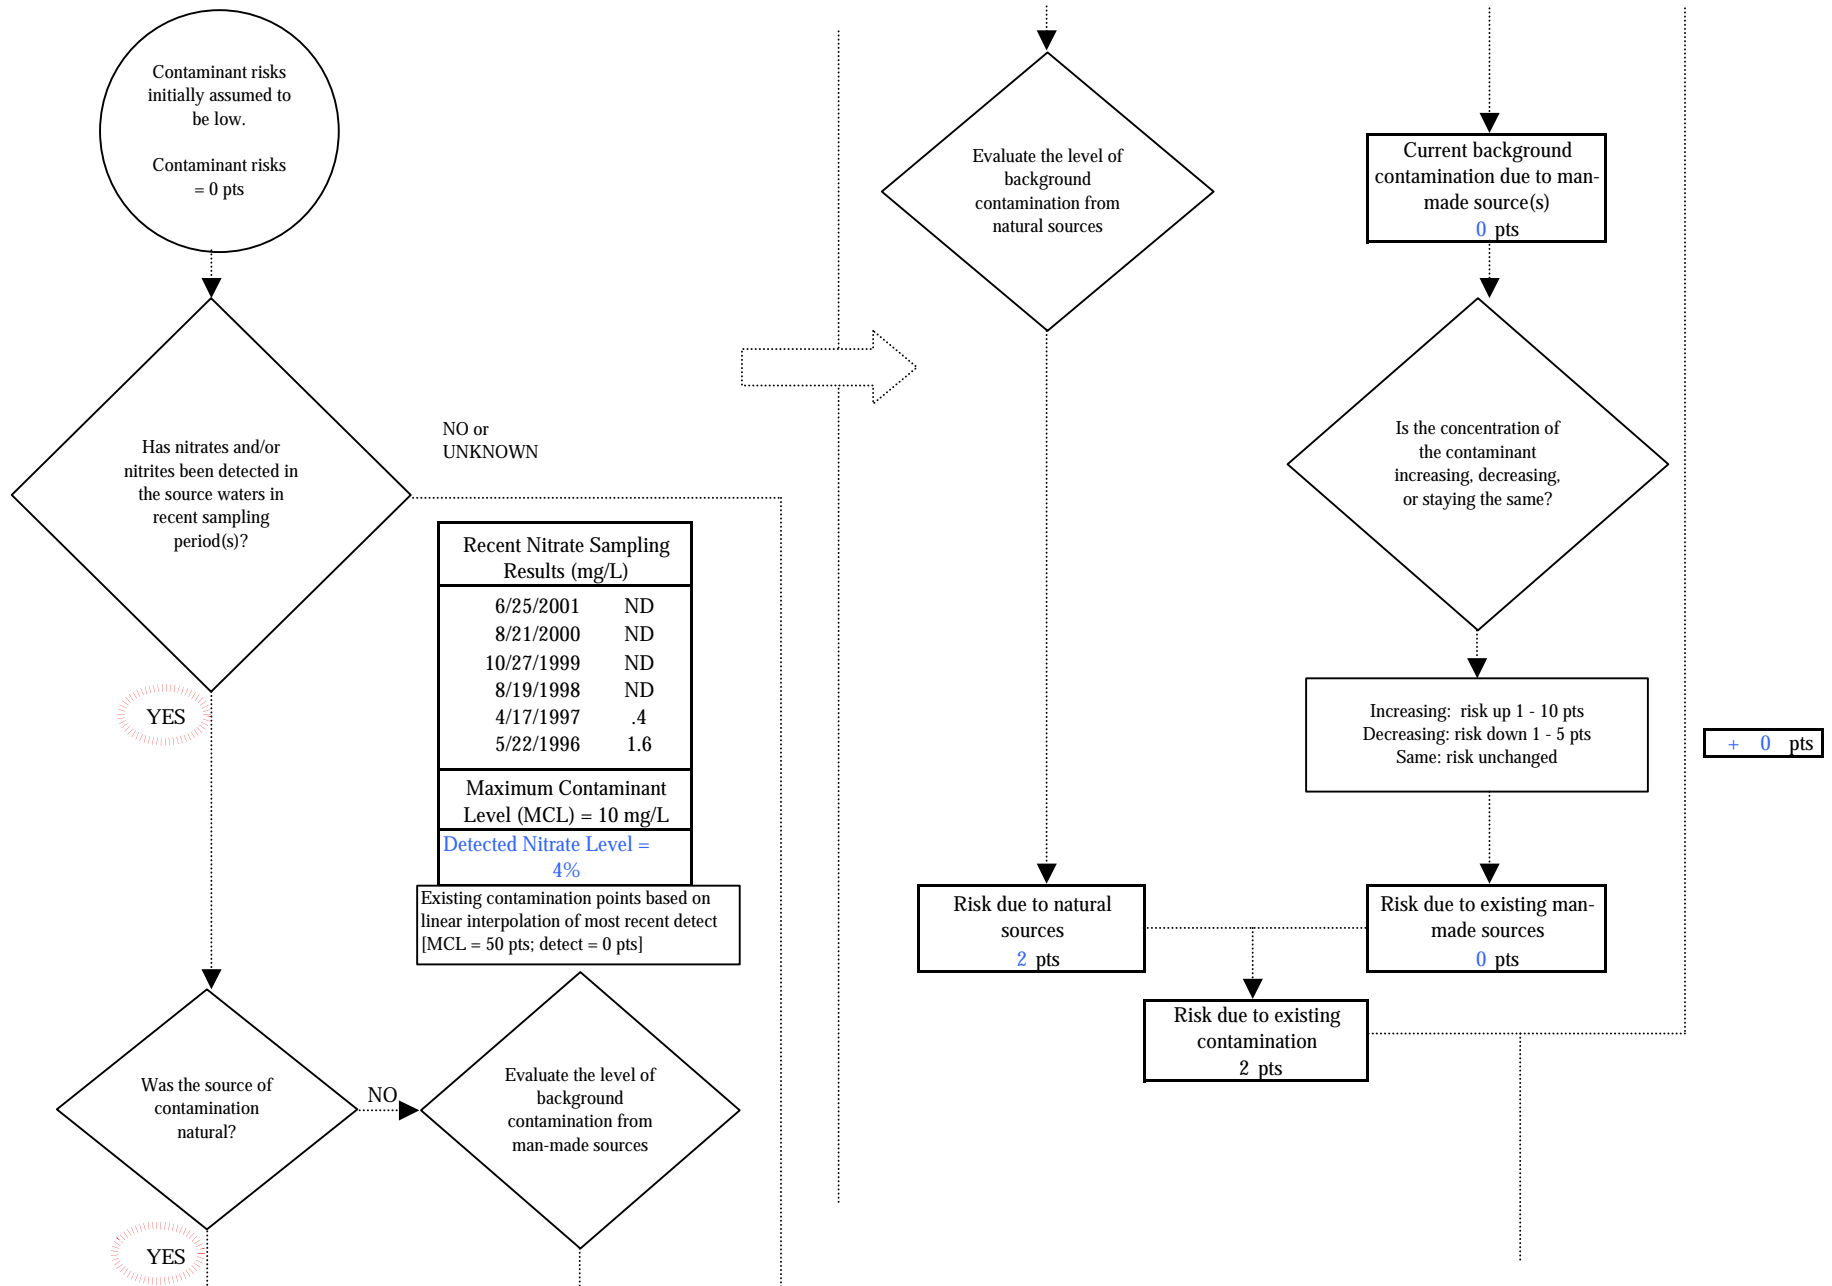 Contaminant risks
initially assumed to
be low.
Contaminant risks
= 0 pts
Has nitrates and/or
nitrites been detected in
the source waters in
recent sampling
period(s)?
NO or
UNKNOWN
YES
Recent Nitrate Sampling
Results (mg/L)
6/25/2001 ND
8/21/2000 ND
10/27/1999 ND
8/19/1998 ND
4/17/1997 .4
5/22/1996 1.6
Maximum Contaminant
Level (MCL) = 10 mg/L
Detected Nitrate Level =
4%
Existing contamination points based on
linear interpolation of most recent detect
[MCL = 50 pts; detect = 0 pts]
Was the source of
contamination
natural?
NO
Evaluate the level of
background
contamination from
man-made sources
YES
Evaluate the level of
background
contamination from
natural sources
Current background
contamination due to man-
made source(s)
0 pts
Is the concentration of
the contaminant
increasing, decreasing,
or staying the same?
Increasing: risk up 1 - 10 pts
Decreasing: risk down 1 - 5 pts
Same: risk unchanged
+ 0 pts
Risk due to natural
sources
2 pts
Risk due to existing man-
made sources
0 pts
Risk due to existing
contamination
2 pts